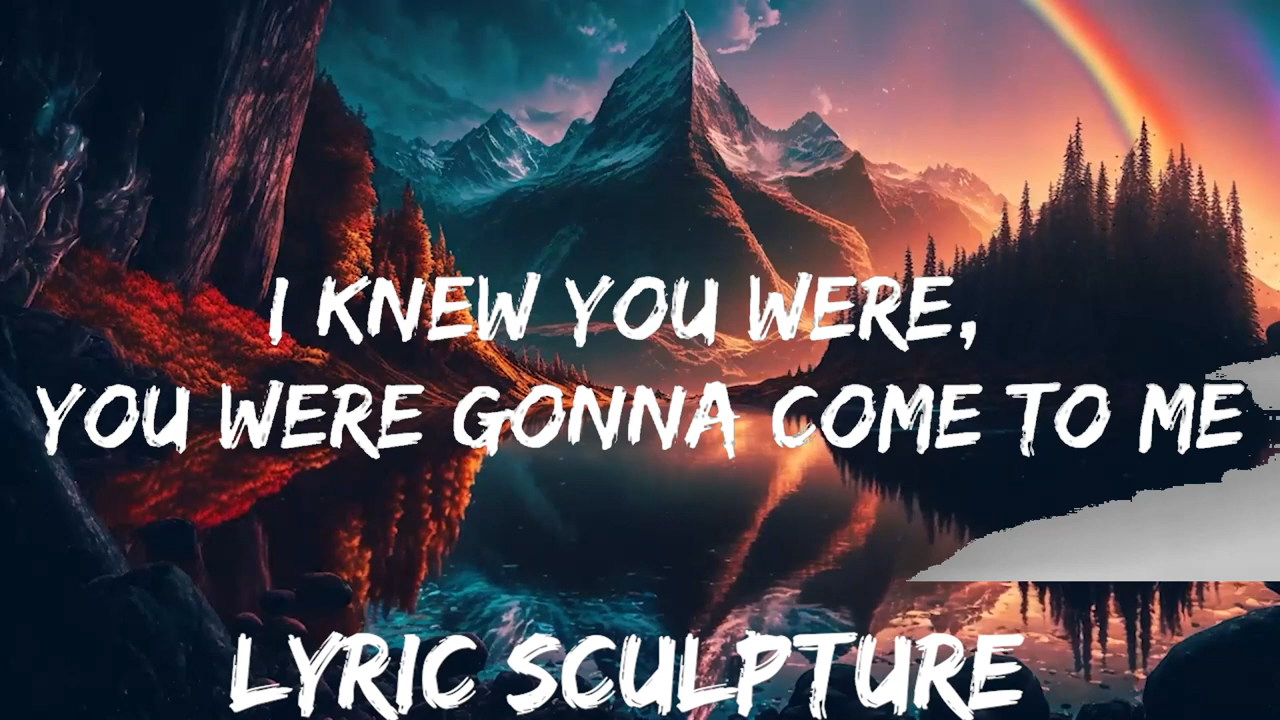 I KNEW YOU WERE,
YOU WERE GONNA COME TO ME
LYRIC SCULPTURE